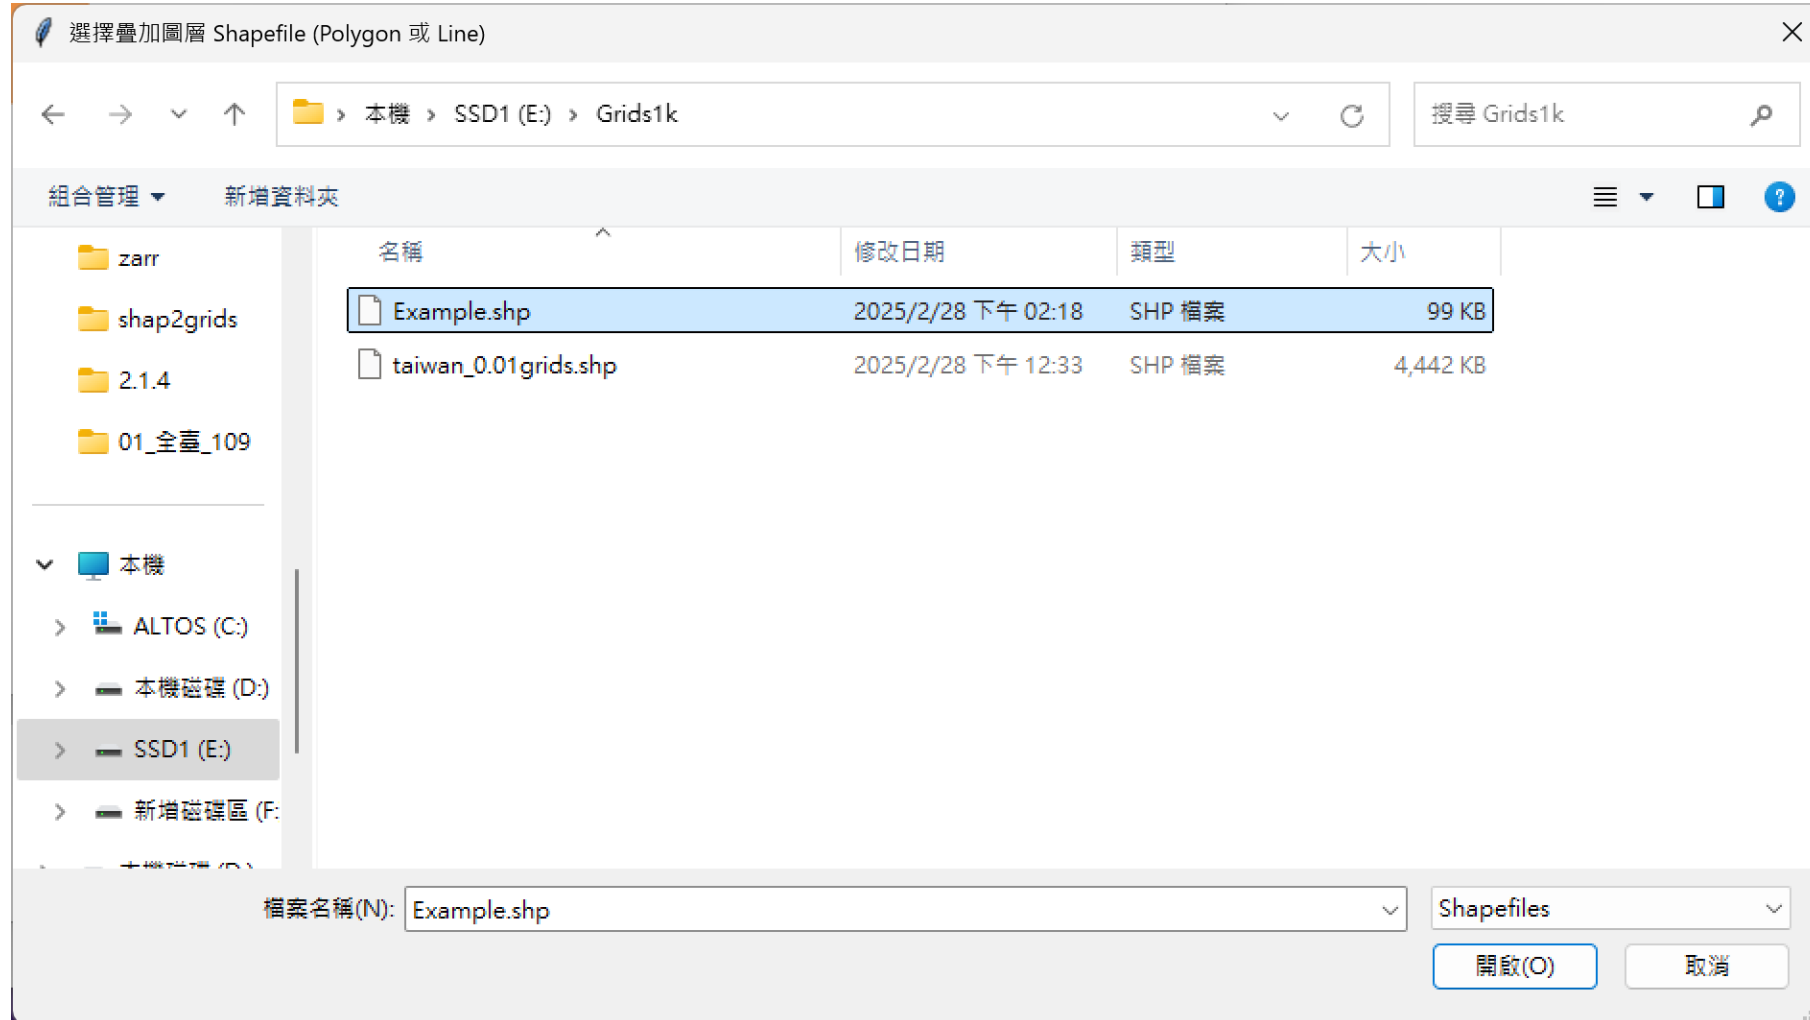 選擇疊加圖層 Shapefile (Polygon 或 Line)
本機 › SSD1 (E:) › Grids1k
搜尋 Grids1k
組合管理
新增資料夾
名稱 修改日期 類型 大小
Example.shp 2025/2/28 下午 02:18 SHP 檔案 99 KB
taiwan_0.01grids.shp 2025/2/28 下午 12:33 SHP 檔案 4,442 KB
zarr
shap2grids
2.1.4
01_全臺_109
本機
ALTOS (C:)
本機磁碟 (D:)
SSD1 (E:)
新增磁碟區 (F:
檔案名稱(N): Example.shp
Shapefiles
開啟(O)
取消